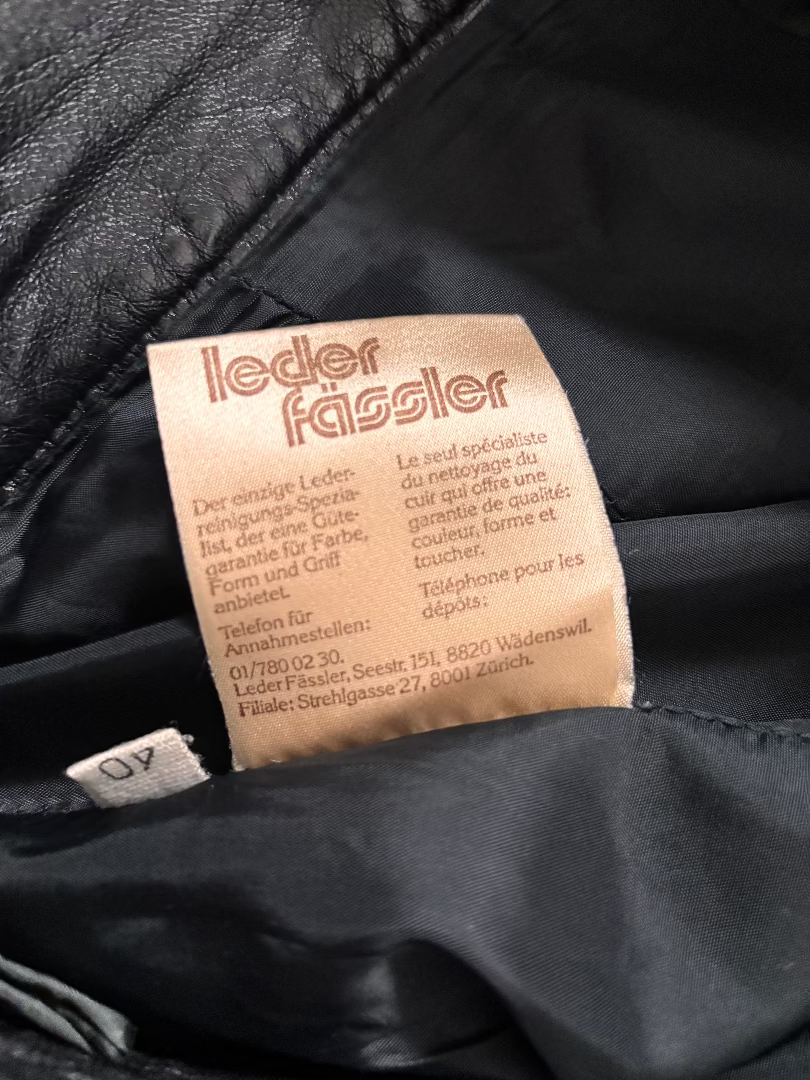 leder
fässler
Der einzige Leder-
reinigungs-Spezia-
list, der eine Güte-
garantie für Farbe,
Form und Griff
anbietet.
Telefon für
Annahmestellen:
Le seul spécialiste
du nettoyage du
cuir qui offre une
garantie de qualité:
couleur, forme et
toucher.
Téléphone pour les
dépôts:
01/780 02 30.
Leder Fässler, Seestr. 151, 8820 Wädenswil.
Filiale: Strehlgasse 27, 8001 Zürich.
40